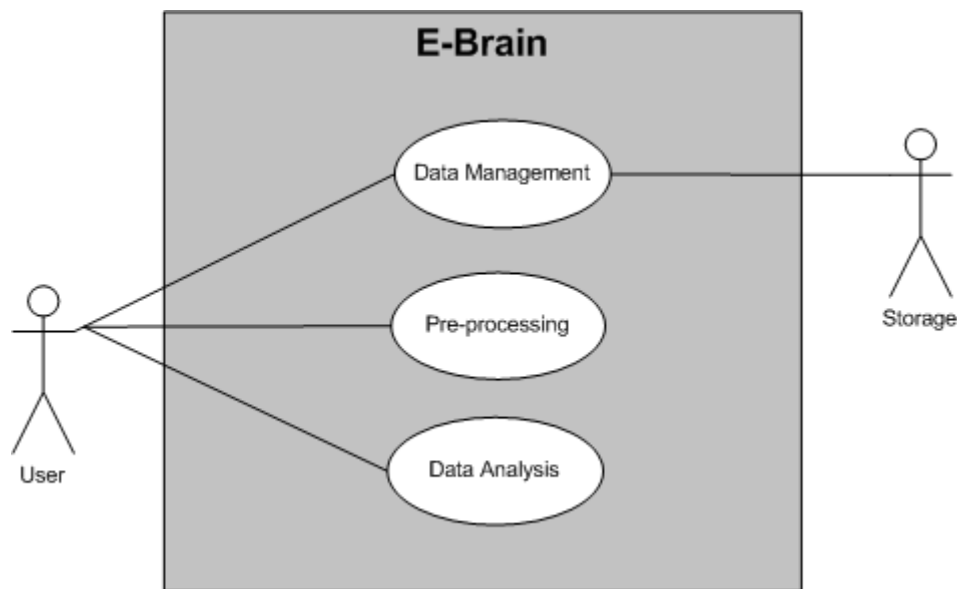 E-Brain
Data Management
Pre-processing
Data Analysis
User
Storage